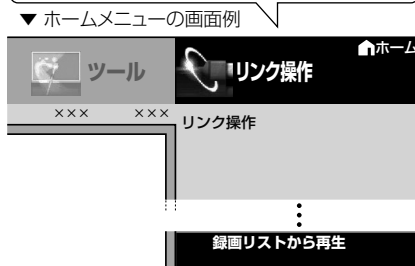 ▼ ホームメニューの画面例
ホーム
ツール
リンク操作
××× ×××
リンク操作
録画リストから再生